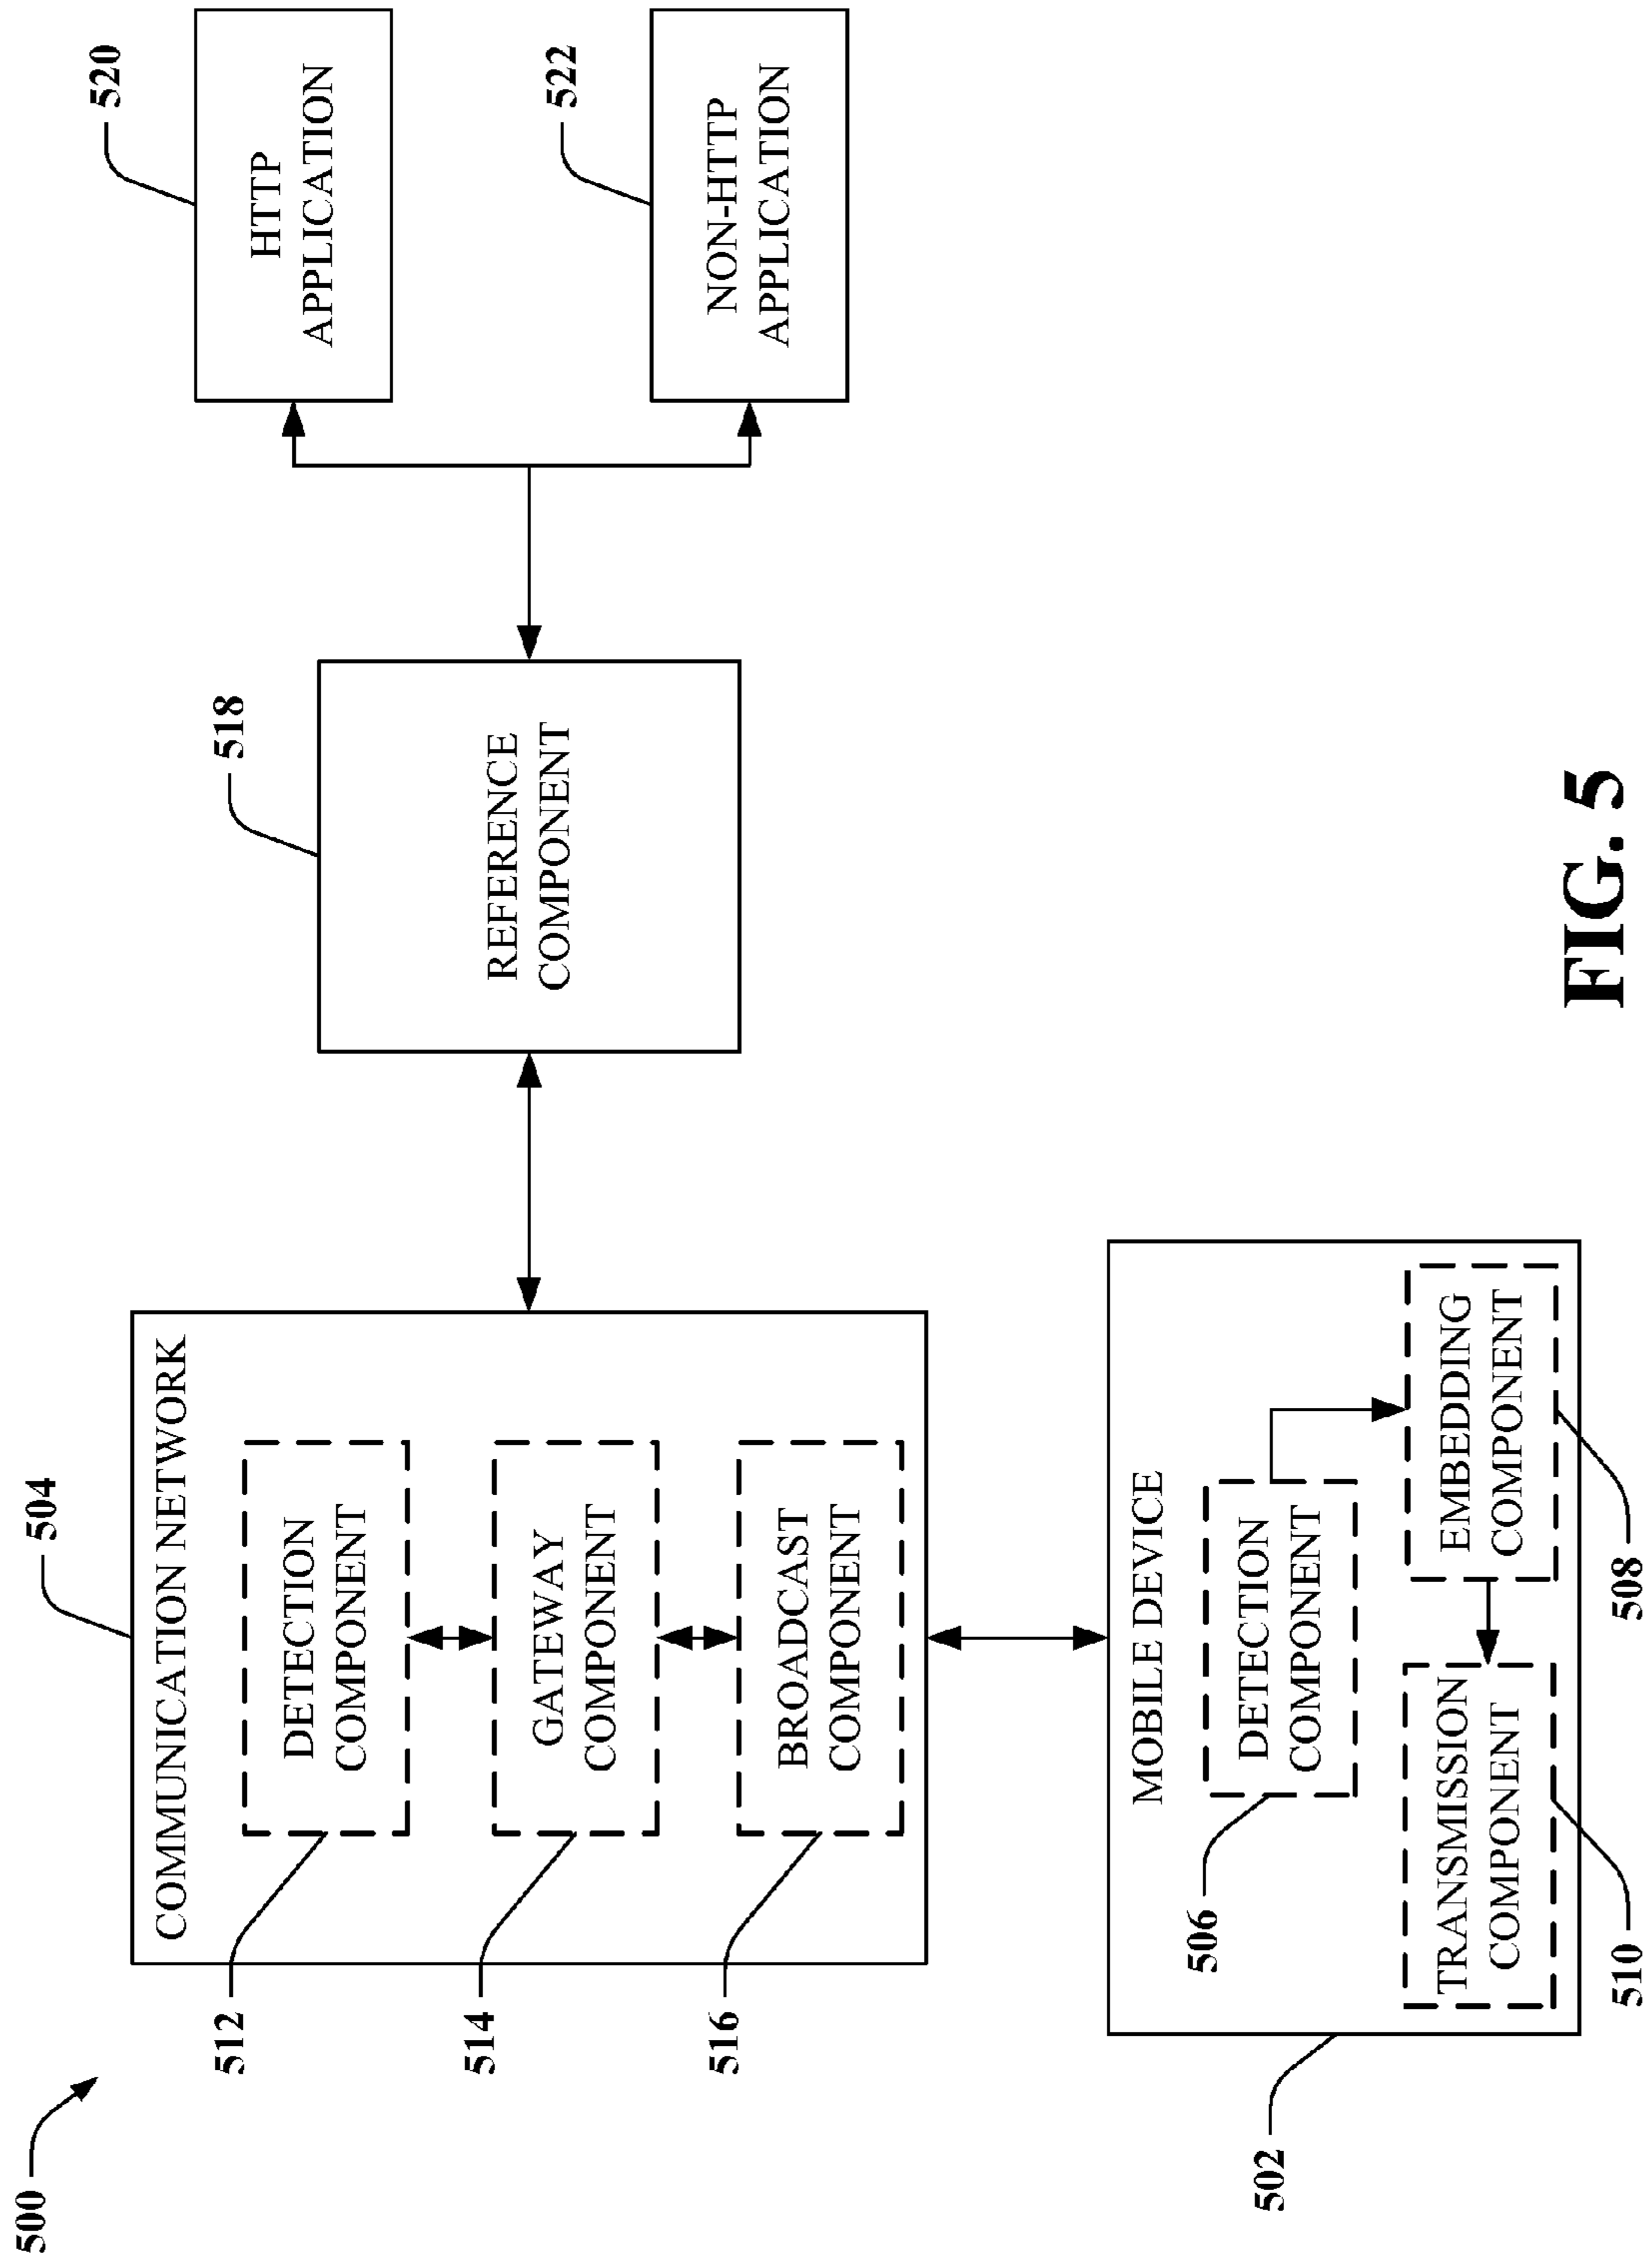 500
504
COMMUNICATION NETWORK
512
DETECTION
COMPONENT
514
GATEWAY
COMPONENT
516
BROADCAST
COMPONENT
518
REFERENCE
COMPONENT
520
HTTP
APPLICATION
522
NON-HTTP
APPLICATION
502
MOBILE DEVICE
506
DETECTION
COMPONENT
TRANSMISSION
COMPONENT
510
EMBEDDING
COMPONENT
508
FIG. 5